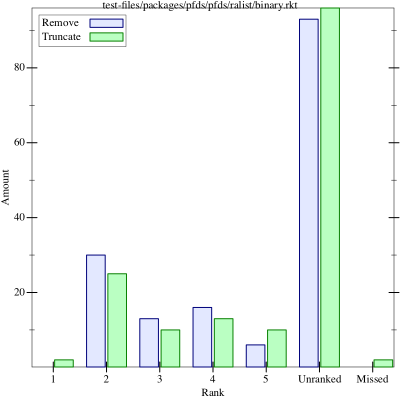 test-files/packages/pfds/pfds/ralist/binary.rkt
Remove
Truncate
80
60
40
20
Amount
1 2 3 4 5 Unranked Missed
Rank